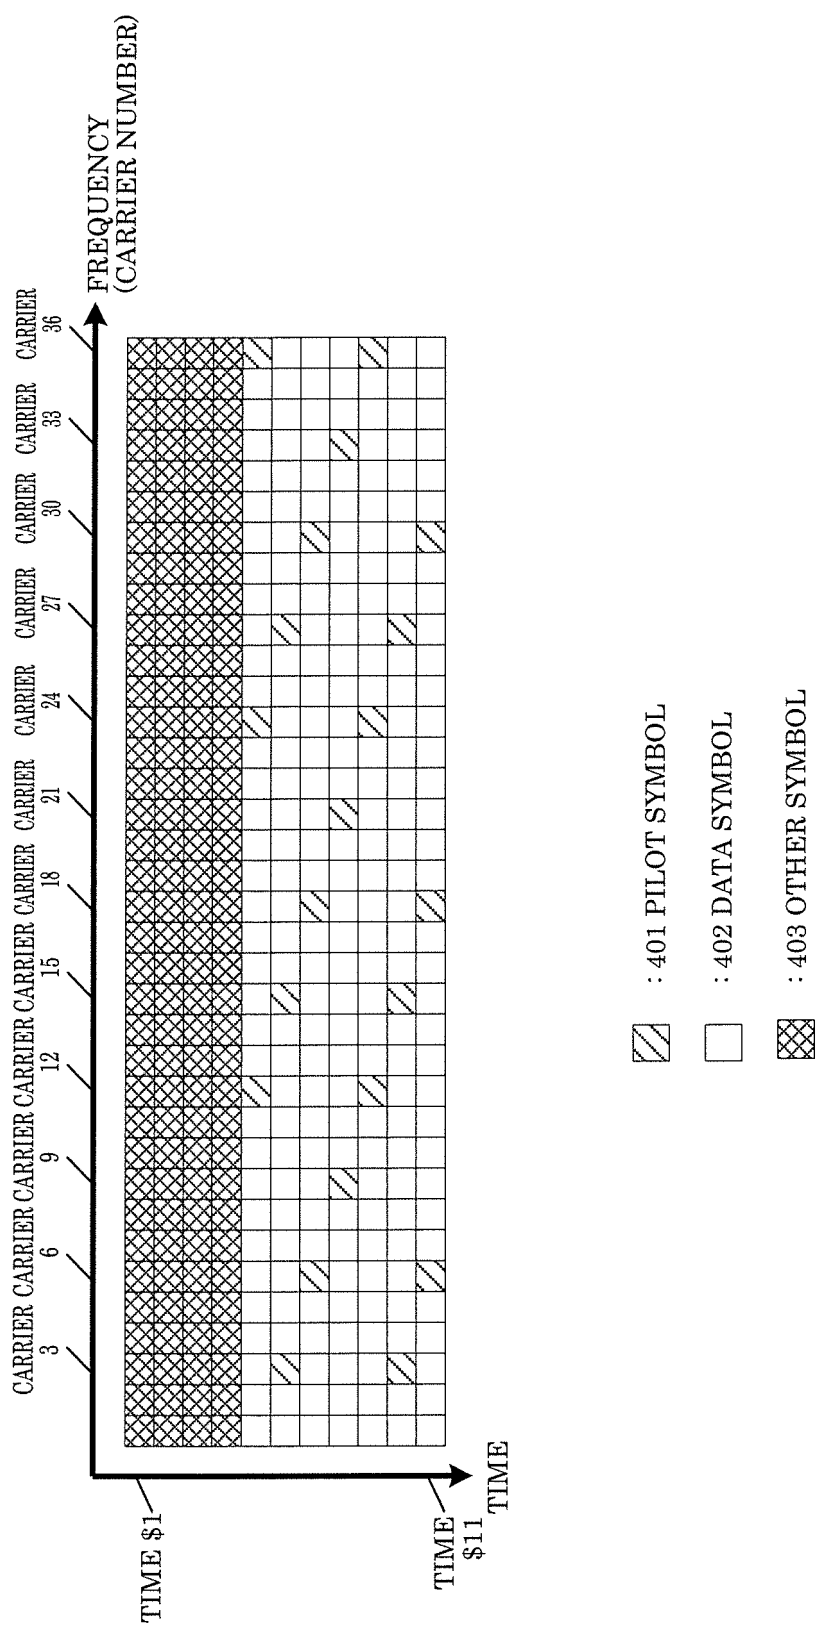 FREQUENCY
(CARRIER NUMBER)
CARRIER CARRIER CARRIER CARRIER CARRIER CARRIER CARRIER CARRIER CARRIER CARRIER CARRIER CARRIER
3 6 9 12 15 18 21 24 27 30 33 36
TIME $1
TIME
$11
TIME
: 401 PILOT SYMBOL
: 402 DATA SYMBOL
: 403 OTHER SYMBOL